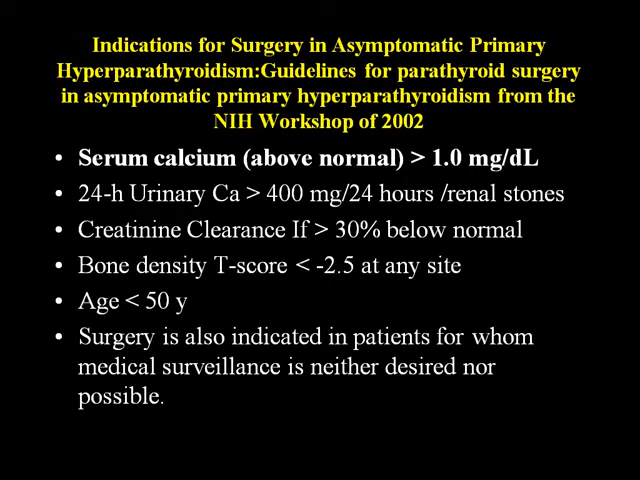 Indications for Surgery in Asymptomatic Primary
Hyperparathyroidism:Guidelines for parathyroid surgery
in asymptomatic primary hyperparathyroidism from the
NIH Workshop of 2002
• Serum calcium (above normal) > 1.0 mg/dL
• 24-h Urinary Ca > 400 mg/24 hours /renal stones
• Creatinine Clearance If > 30% below normal
• Bone density T-score < -2.5 at any site
• Age < 50 y
• Surgery is also indicated in patients for whom
medical surveillance is neither desired nor
possible.